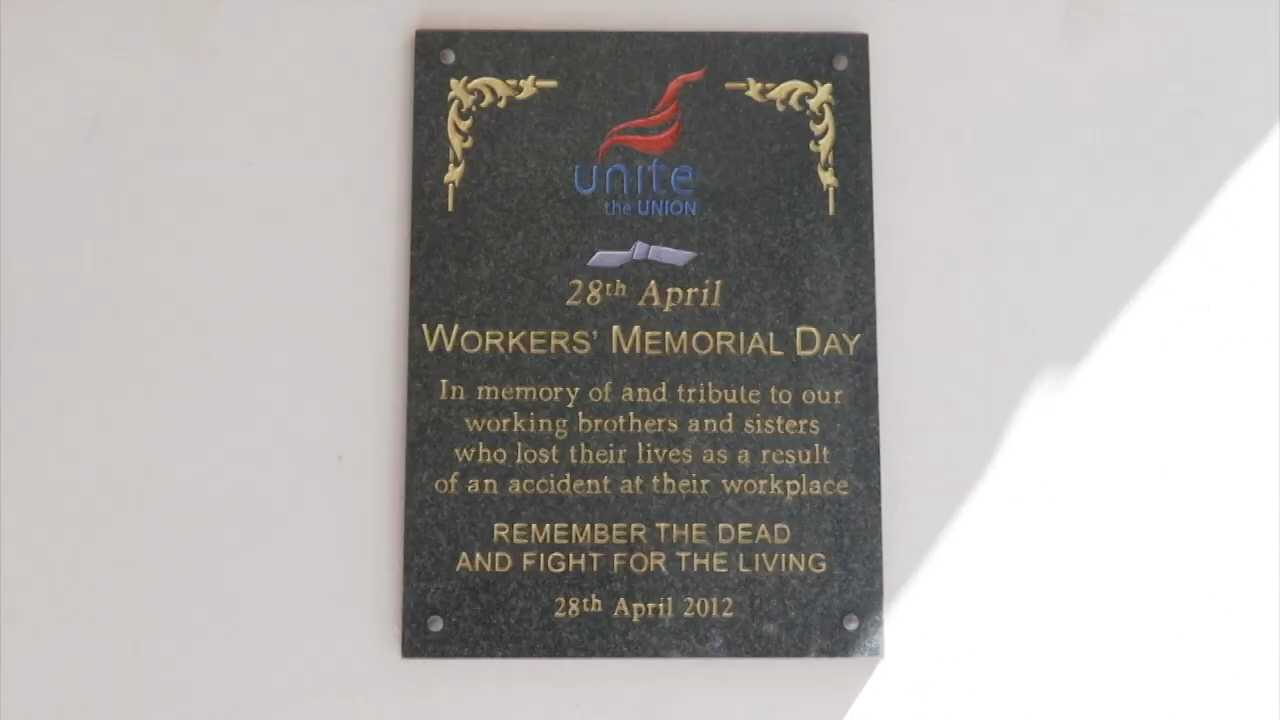 unite
the UNION
28th April
WORKERS' MEMORIAL DAY
In memory of and tribute to our
working brothers and sisters
who lost their lives as a result
of an accident at their workplace
REMEMBER THE DEAD
AND FIGHT FOR THE LIVING
28th April 2012